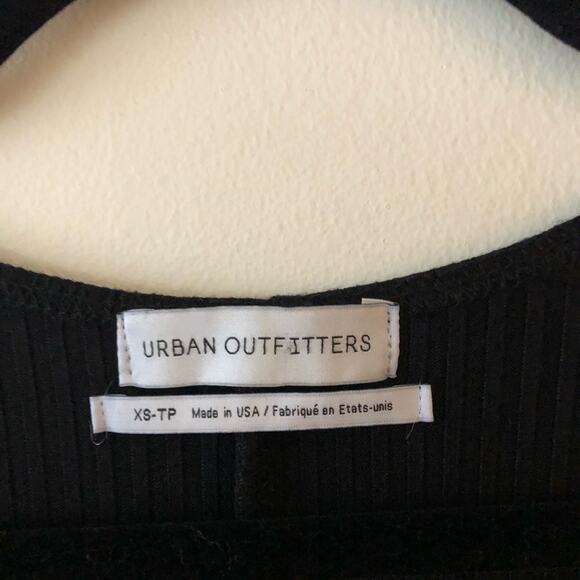 URBAN OUTFITTERS
XS-TP Made in USA / Fabriqué en Etats-unis